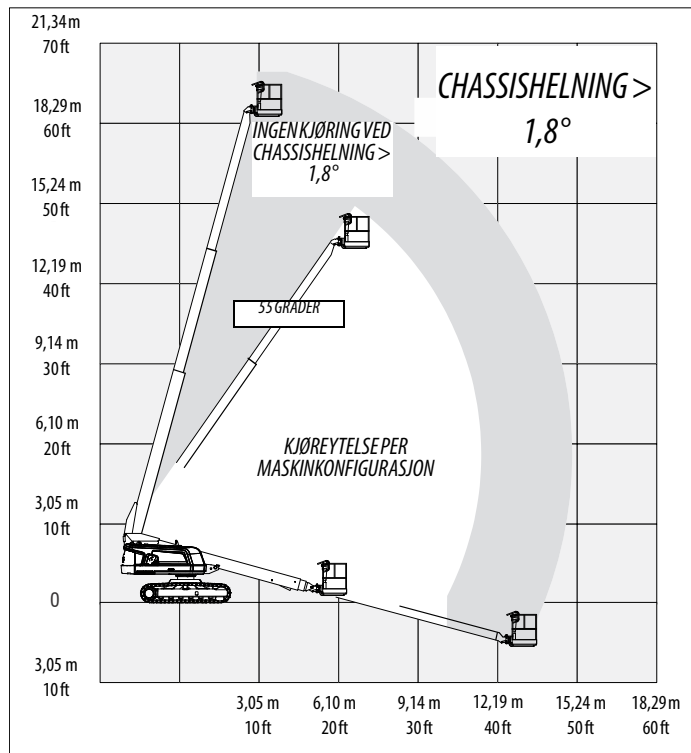 21,34 m
70 ft
CHASSISHELNING >
1,8°
18,29 m
60 ft
INGEN KJØRING VED
CHASSISHELNING >
1,8°
15,24 m
50 ft
12,19 m
40 ft
55 GRADER
9,14 m
30 ft
6,10 m
20 ft
KJØREYTELSE PER
MASKINKONFIGURASJON
3,05 m
10 ft
0
3,05 m
10 ft
3,05 m 6,10 m 9,14 m 12,19 m 15,24 m 18,29 m
10 ft 20 ft 30 ft 40 ft 50 ft 60 ft